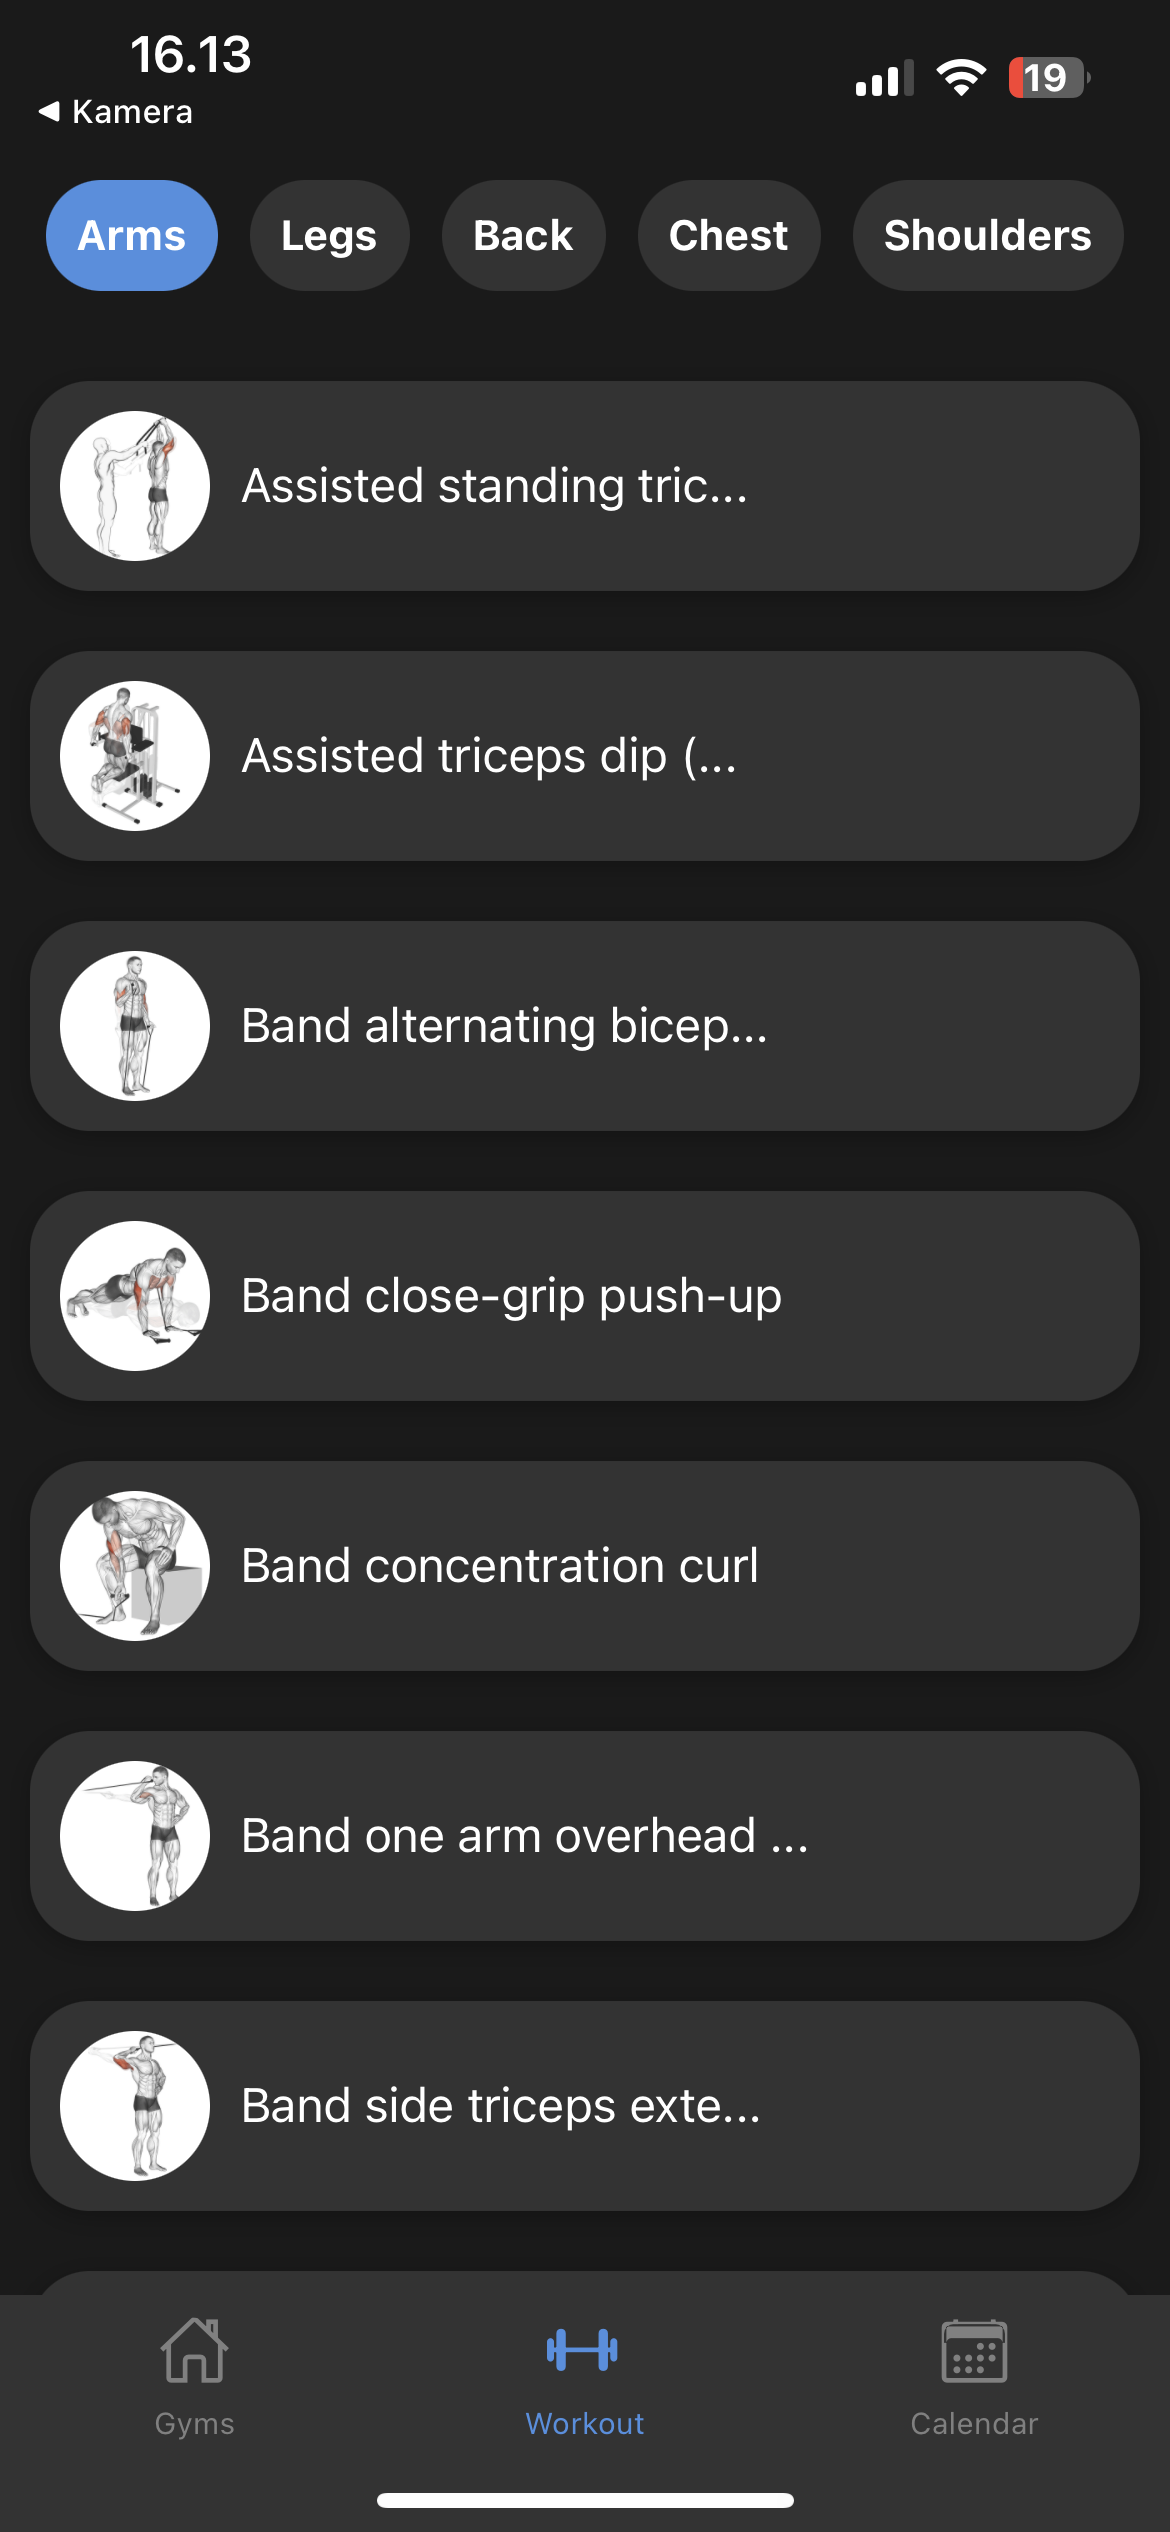 16.13
19
◀ Kamera
Arms
Legs
Back
Chest
Shoulders
Assisted standing tric...
Assisted triceps dip (...
Band alternating bicep...
Band close-grip push-up
Band concentration curl
Band one arm overhead ...
Band side triceps exte...
Gyms
Workout
Calendar